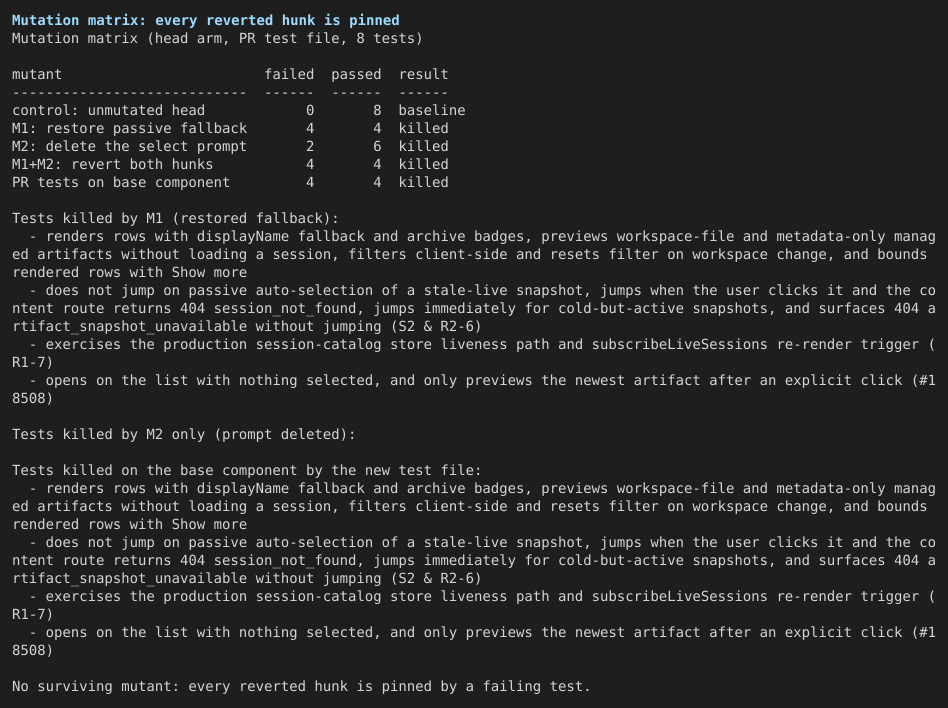 Mutation matrix: every reverted hunk is pinned
Mutation matrix (head arm, PR test file, 8 tests)
mutant                       failed  passed  result
----------------------------  ------  ------  ------
control: unmutated head           0       8  baseline
M1: restore passive fallback      4       4  killed
M2: delete the select prompt      2       6  killed
M1+M2: revert both hunks          4       4  killed
PR tests on base component        4       4  killed
Tests killed by M1 (restored fallback):
  - renders rows with displayName fallback and archive badges, previews workspace-file and metadata-only manag
ed artifacts without loading a session, filters client-side and resets filter on workspace change, and bounds
rendered rows with Show more
  - does not jump on passive auto-selection of a stale-live snapshot, jumps when the user clicks it and the co
ntent route returns 404 session_not_found, jumps immediately for cold-but-active snapshots, and surfaces 404 a
rtifact_snapshot_unavailable without jumping (S2 & R2-6)
  - exercises the production session-catalog store liveness path and subscribeLiveSessions re-render trigger (
R1-7)
  - opens on the list with nothing selected, and only previews the newest artifact after an explicit click (#1
8508)
Tests killed by M2 only (prompt deleted):
Tests killed on the base component by the new test file:
  - renders rows with displayName fallback and archive badges, previews workspace-file and metadata-only manag
ed artifacts without loading a session, filters client-side and resets filter on workspace change, and bounds
rendered rows with Show more
  - does not jump on passive auto-selection of a stale-live snapshot, jumps when the user clicks it and the co
ntent route returns 404 session_not_found, jumps immediately for cold-but-active snapshots, and surfaces 404 a
rtifact_snapshot_unavailable without jumping (S2 & R2-6)
  - exercises the production session-catalog store liveness path and subscribeLiveSessions re-render trigger (
R1-7)
  - opens on the list with nothing selected, and only previews the newest artifact after an explicit click (#1
8508)
No surviving mutant: every reverted hunk is pinned by a failing test.